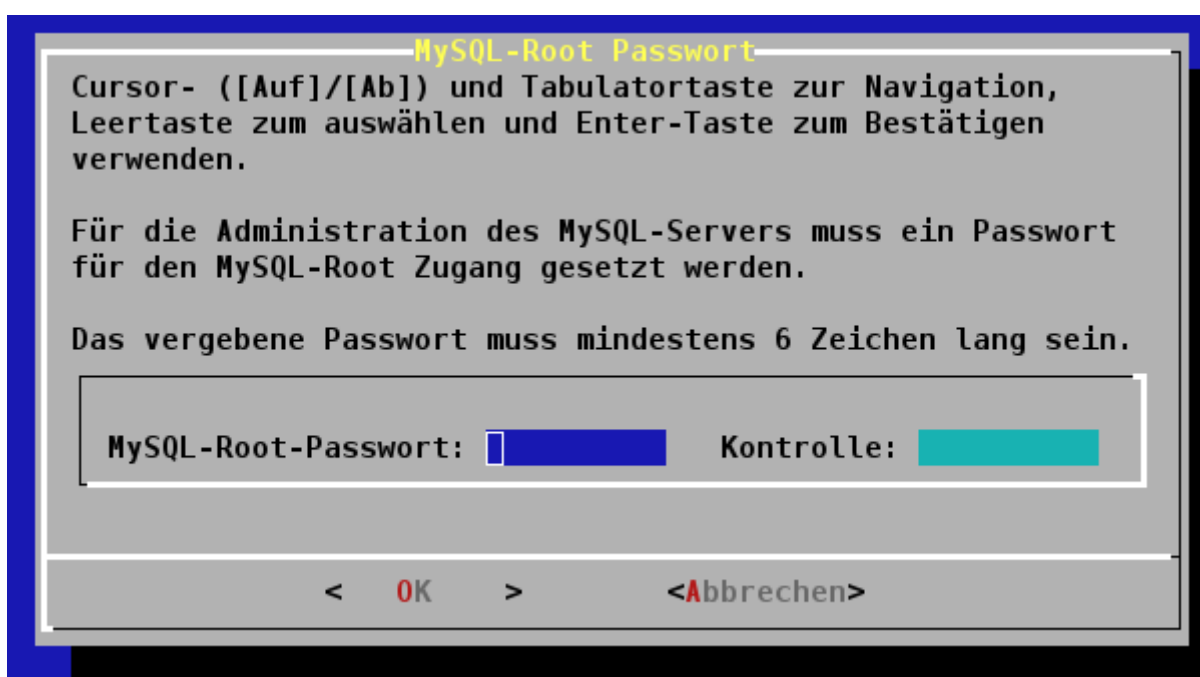 MySQL-Root Passwort
Cursor- ([Auf]/[Ab]) und Tabulatortaste zur Navigation,
Leertaste zum auswählen und Enter-Taste zum Bestätigen
verwenden.
Für die Administration des MySQL-Servers muss ein Passwort
für den MySQL-Root Zugang gesetzt werden.
Das vergebene Passwort muss mindestens 6 Zeichen lang sein.
MySQL-Root-Passwort: Kontrolle:
< OK > <Abbrechen>